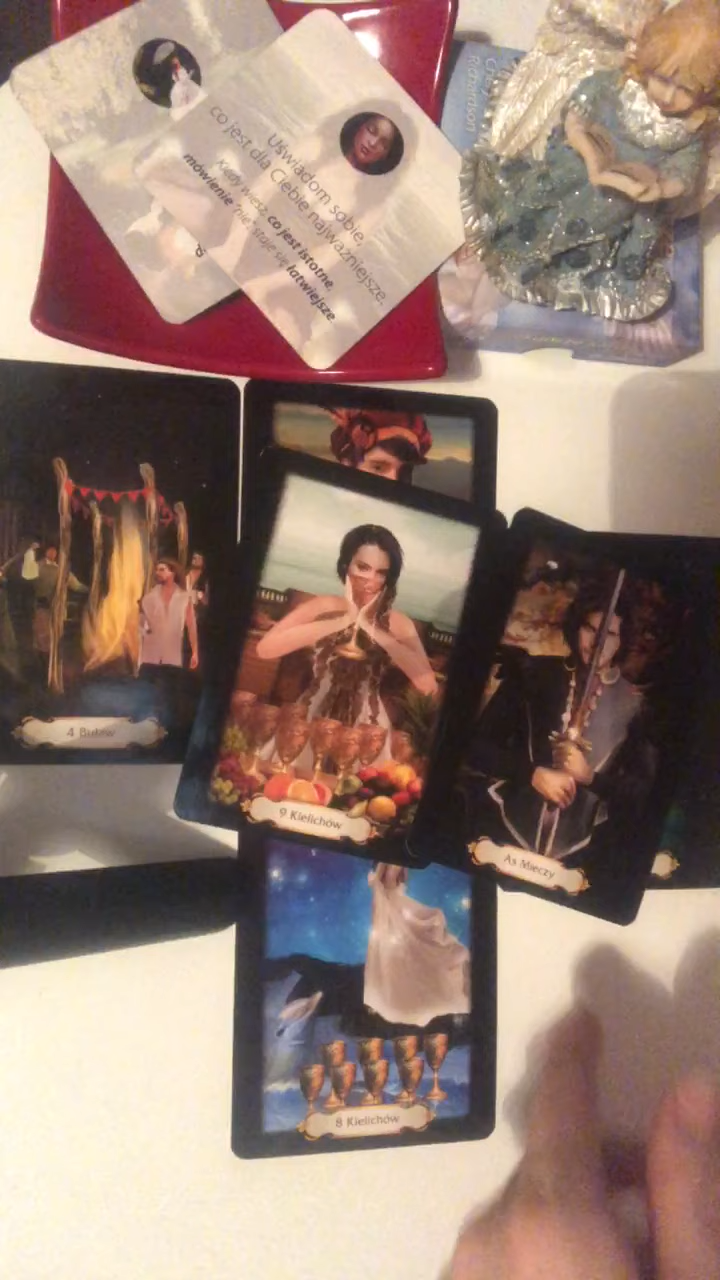 Uświadom sobie,
co jest dla Ciebie najważniejsze.
Kiedy wiesz, co jest istotne,
mówienie "nie" staje się łatwiejsze
Richardson
4 Buław
9 Kielichów
As Mieczy
8 Kielichów